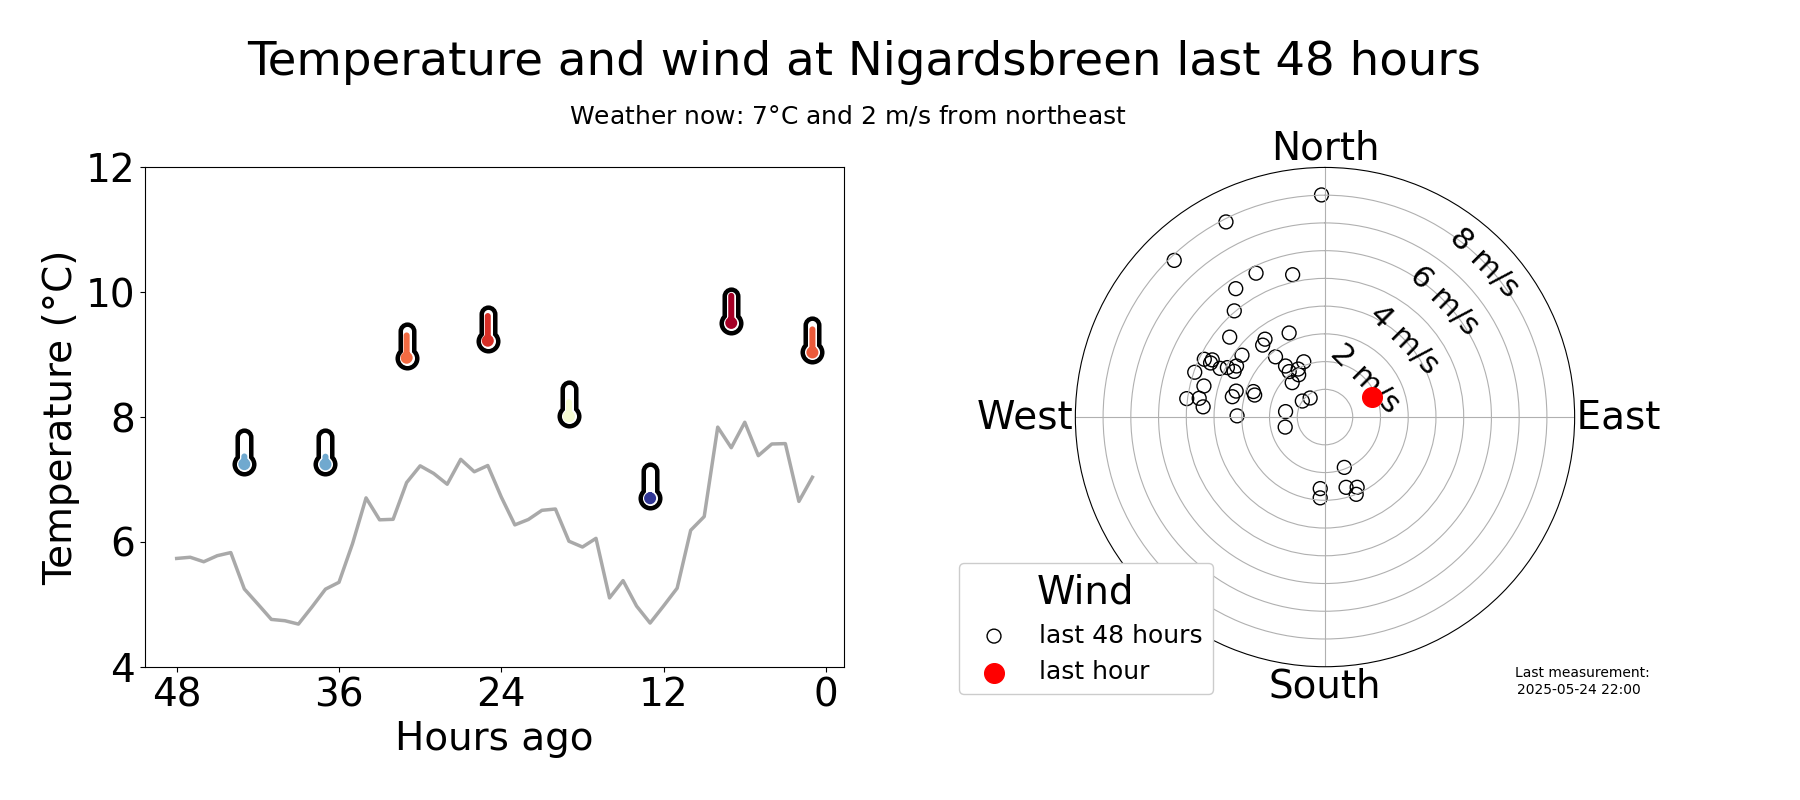 Temperature and wind at Nigardsbreen last 48 hours
Weather now: 7°C and 2 m/s from northeast
12
10
8
6
4
Temperature (°C)
48 36 24 12 0
Hours ago
North
8 m/s
6 m/s
4 m/s
2 m/s
West
East
South
Wind
last 48 hours
last hour
Last measurement:
2025-05-24 22:00